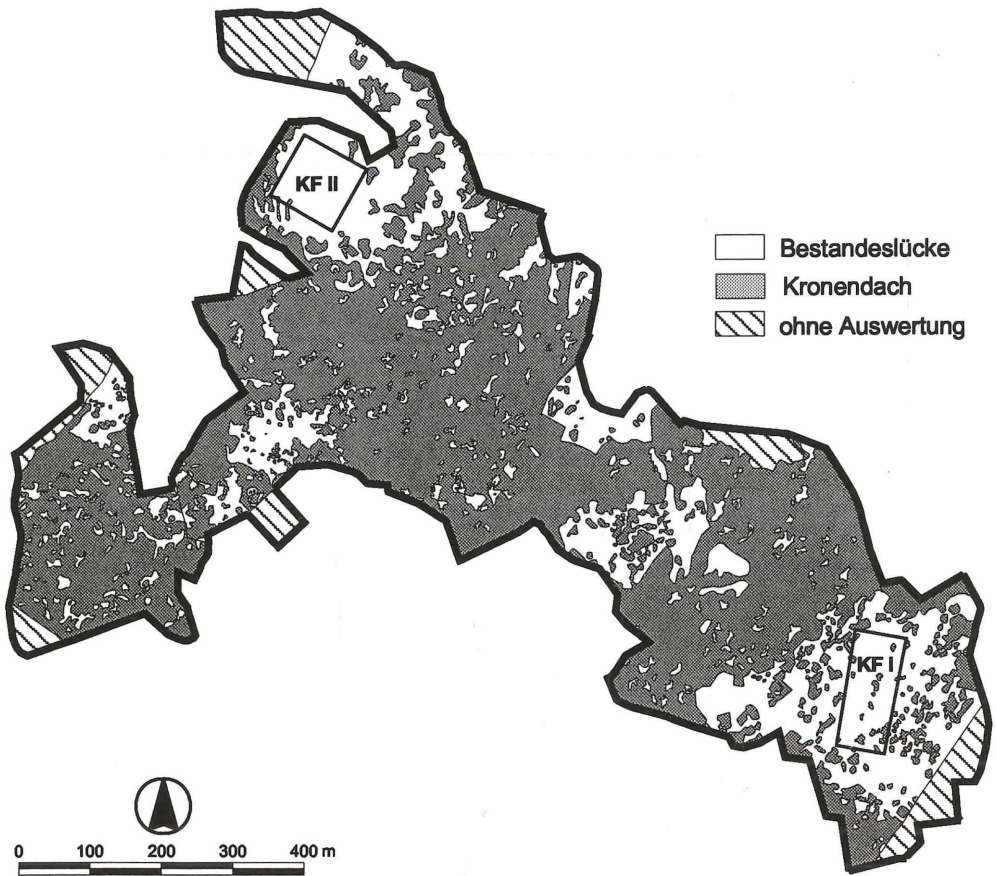 KF II
Bestandeslücke
Kronendach
ohne Auswertung
KF I
0 100 200 300 400 m